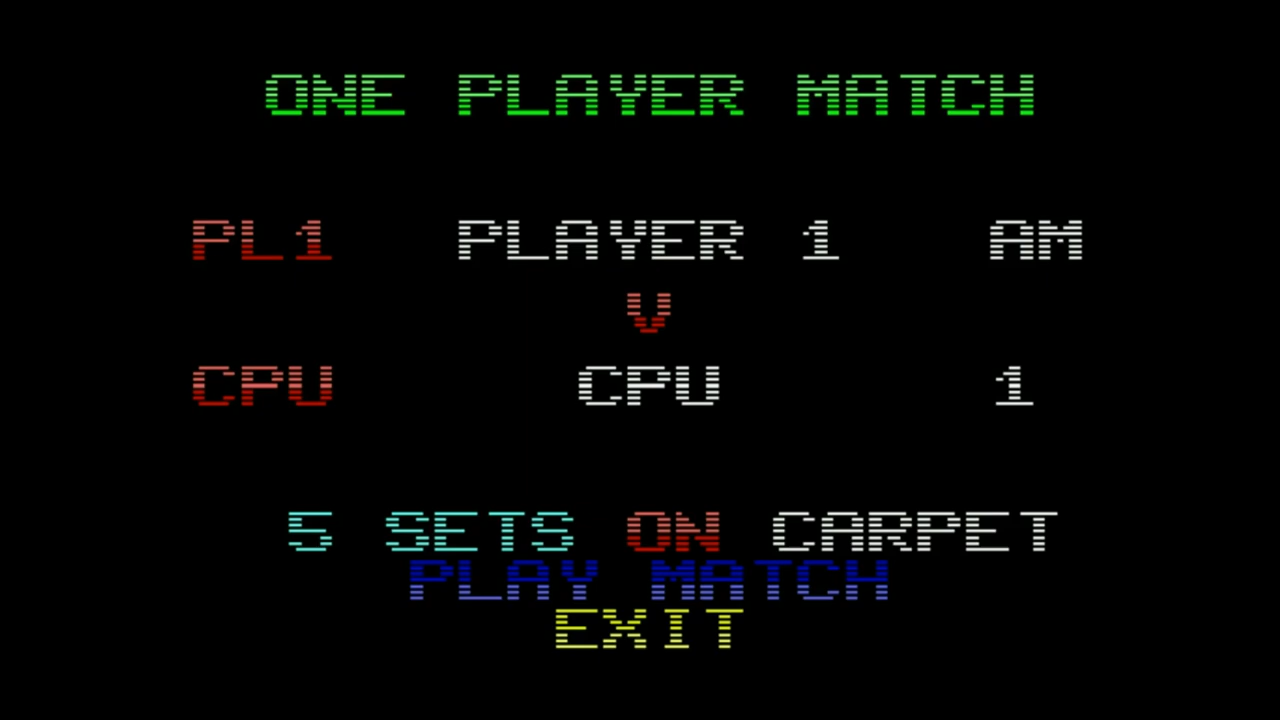 ONE PLAYER MATCH
PL1 PLAYER 1 AM
V
CPU CPU 1
5 SETS ON CARPET
PLAY MATCH
EXIT